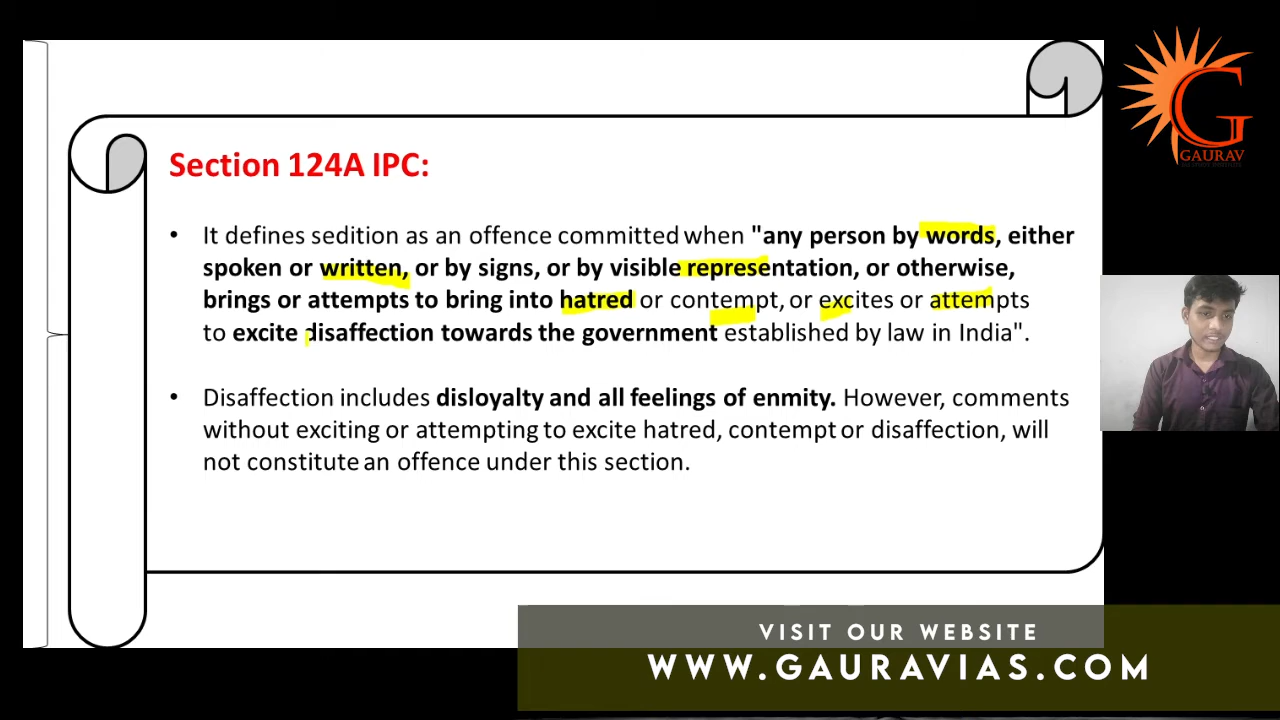 Section 124A IPC:
• It defines sedition as an offence committed when "any person by words, either
spoken or written, or by signs, or by visible representation, or otherwise,
brings or attempts to bring into hatred or contempt, or excites or attempts
to excite disaffection towards the government established by law in India".
• Disaffection includes disloyalty and all feelings of enmity. However, comments
without exciting or attempting to excite hatred, contempt or disaffection, will
not constitute an offence under this section.
G
GAURAV
VISIT OUR WEBSITE
WWW.GAURAVIAS.COM